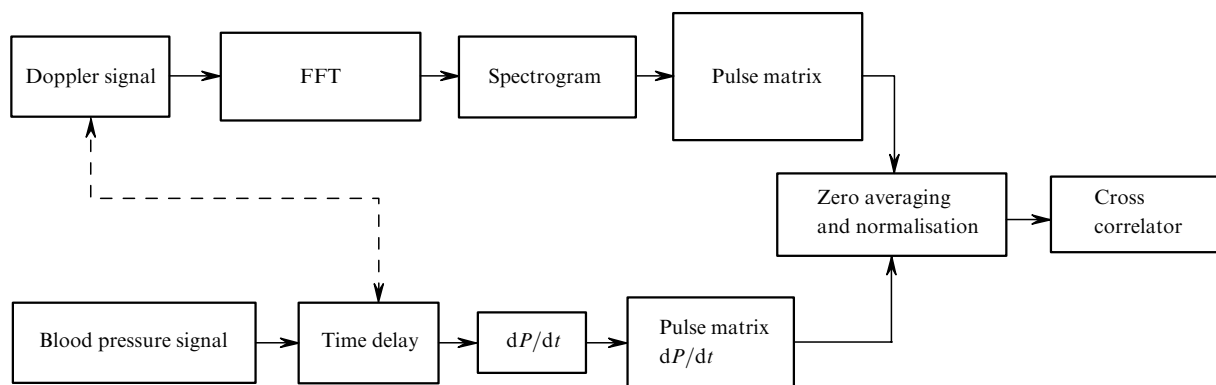 Doppler signal
FFT
Spectrogram
Pulse matrix
Zero averaging
and normalisation
Cross
correlator
Blood pressure signal
Time delay
dP/dt
Pulse matrix
dP/dt